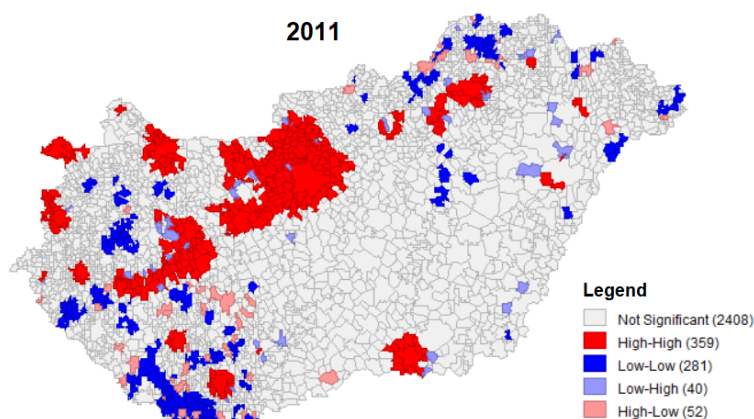 2011
Legend
Not Significant (2408)
High-High (359)
Low-Low (281)
Low-High (40)
High-Low (52)